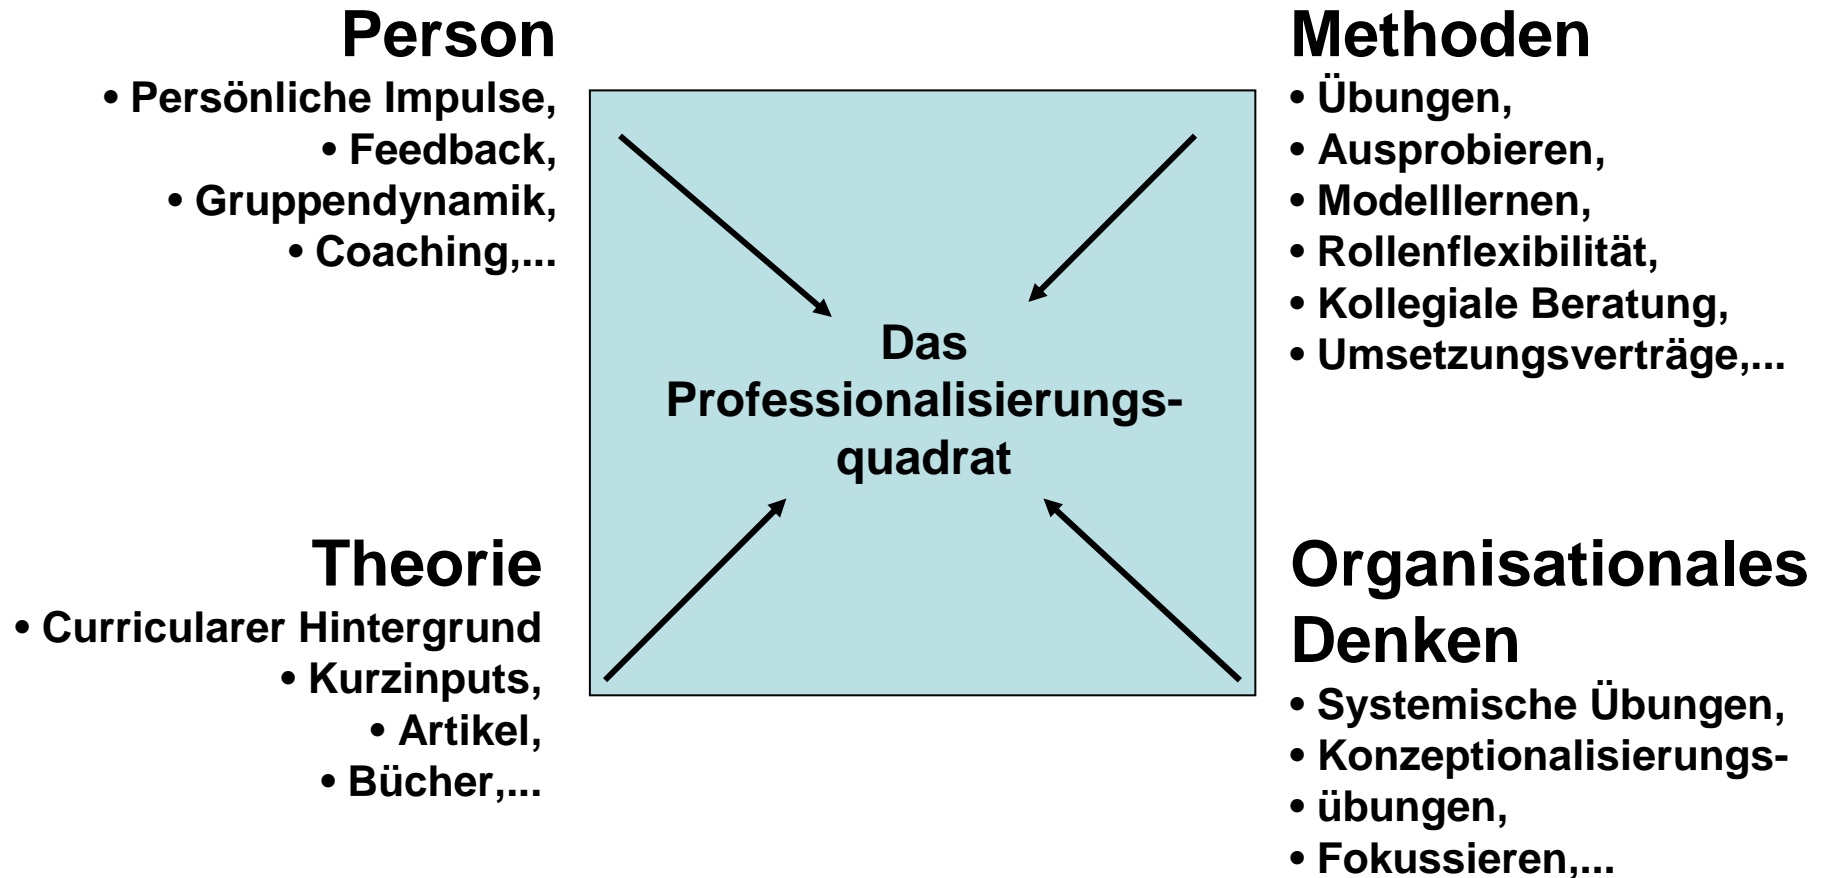 Person
• Persönliche Impulse,
• Feedback,
• Gruppendynamik,
• Coaching,...
Methoden
• Übungen,
• Ausprobieren,
• Modelllernen,
• Rollenflexibilität,
• Kollegiale Beratung,
• Umsetzungsverträge,...
Das
Professionalisierungs-
quadrat
Theorie
• Curricularer Hintergrund
• Kurzinputs,
• Artikel,
• Bücher,...
Organisationales
Denken
• Systemische Übungen,
• Konzeptionalisierungs-
• übungen,
• Fokussieren,...